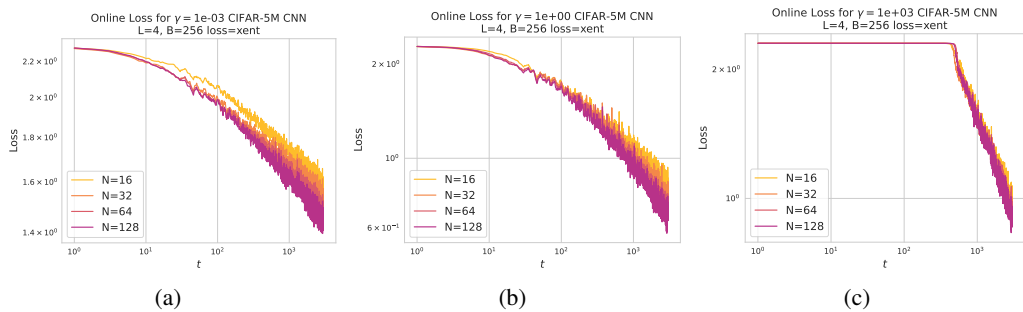 Online Loss for γ = 1e-03 CIFAR-5M CNN
L=4, B=256 loss=xent
Loss
2.2 × 10⁰
2 × 10⁰
1.8 × 10⁰
1.6 × 10⁰
1.4 × 10⁰
N=16
N=32
N=64
N=128
10⁰ 10¹ 10² 10³
t
(a)
Online Loss for γ = 1e+00 CIFAR-5M CNN
L=4, B=256 loss=xent
Loss
2 × 10⁰
10⁰
6 × 10⁻¹
N=16
N=32
N=64
N=128
10⁰ 10¹ 10² 10³
t
(b)
Online Loss for γ = 1e+03 CIFAR-5M CNN
L=4, B=256 loss=xent
Loss
2 × 10⁰
10⁰
N=16
N=32
N=64
N=128
10⁰ 10¹ 10² 10³
t
(c)